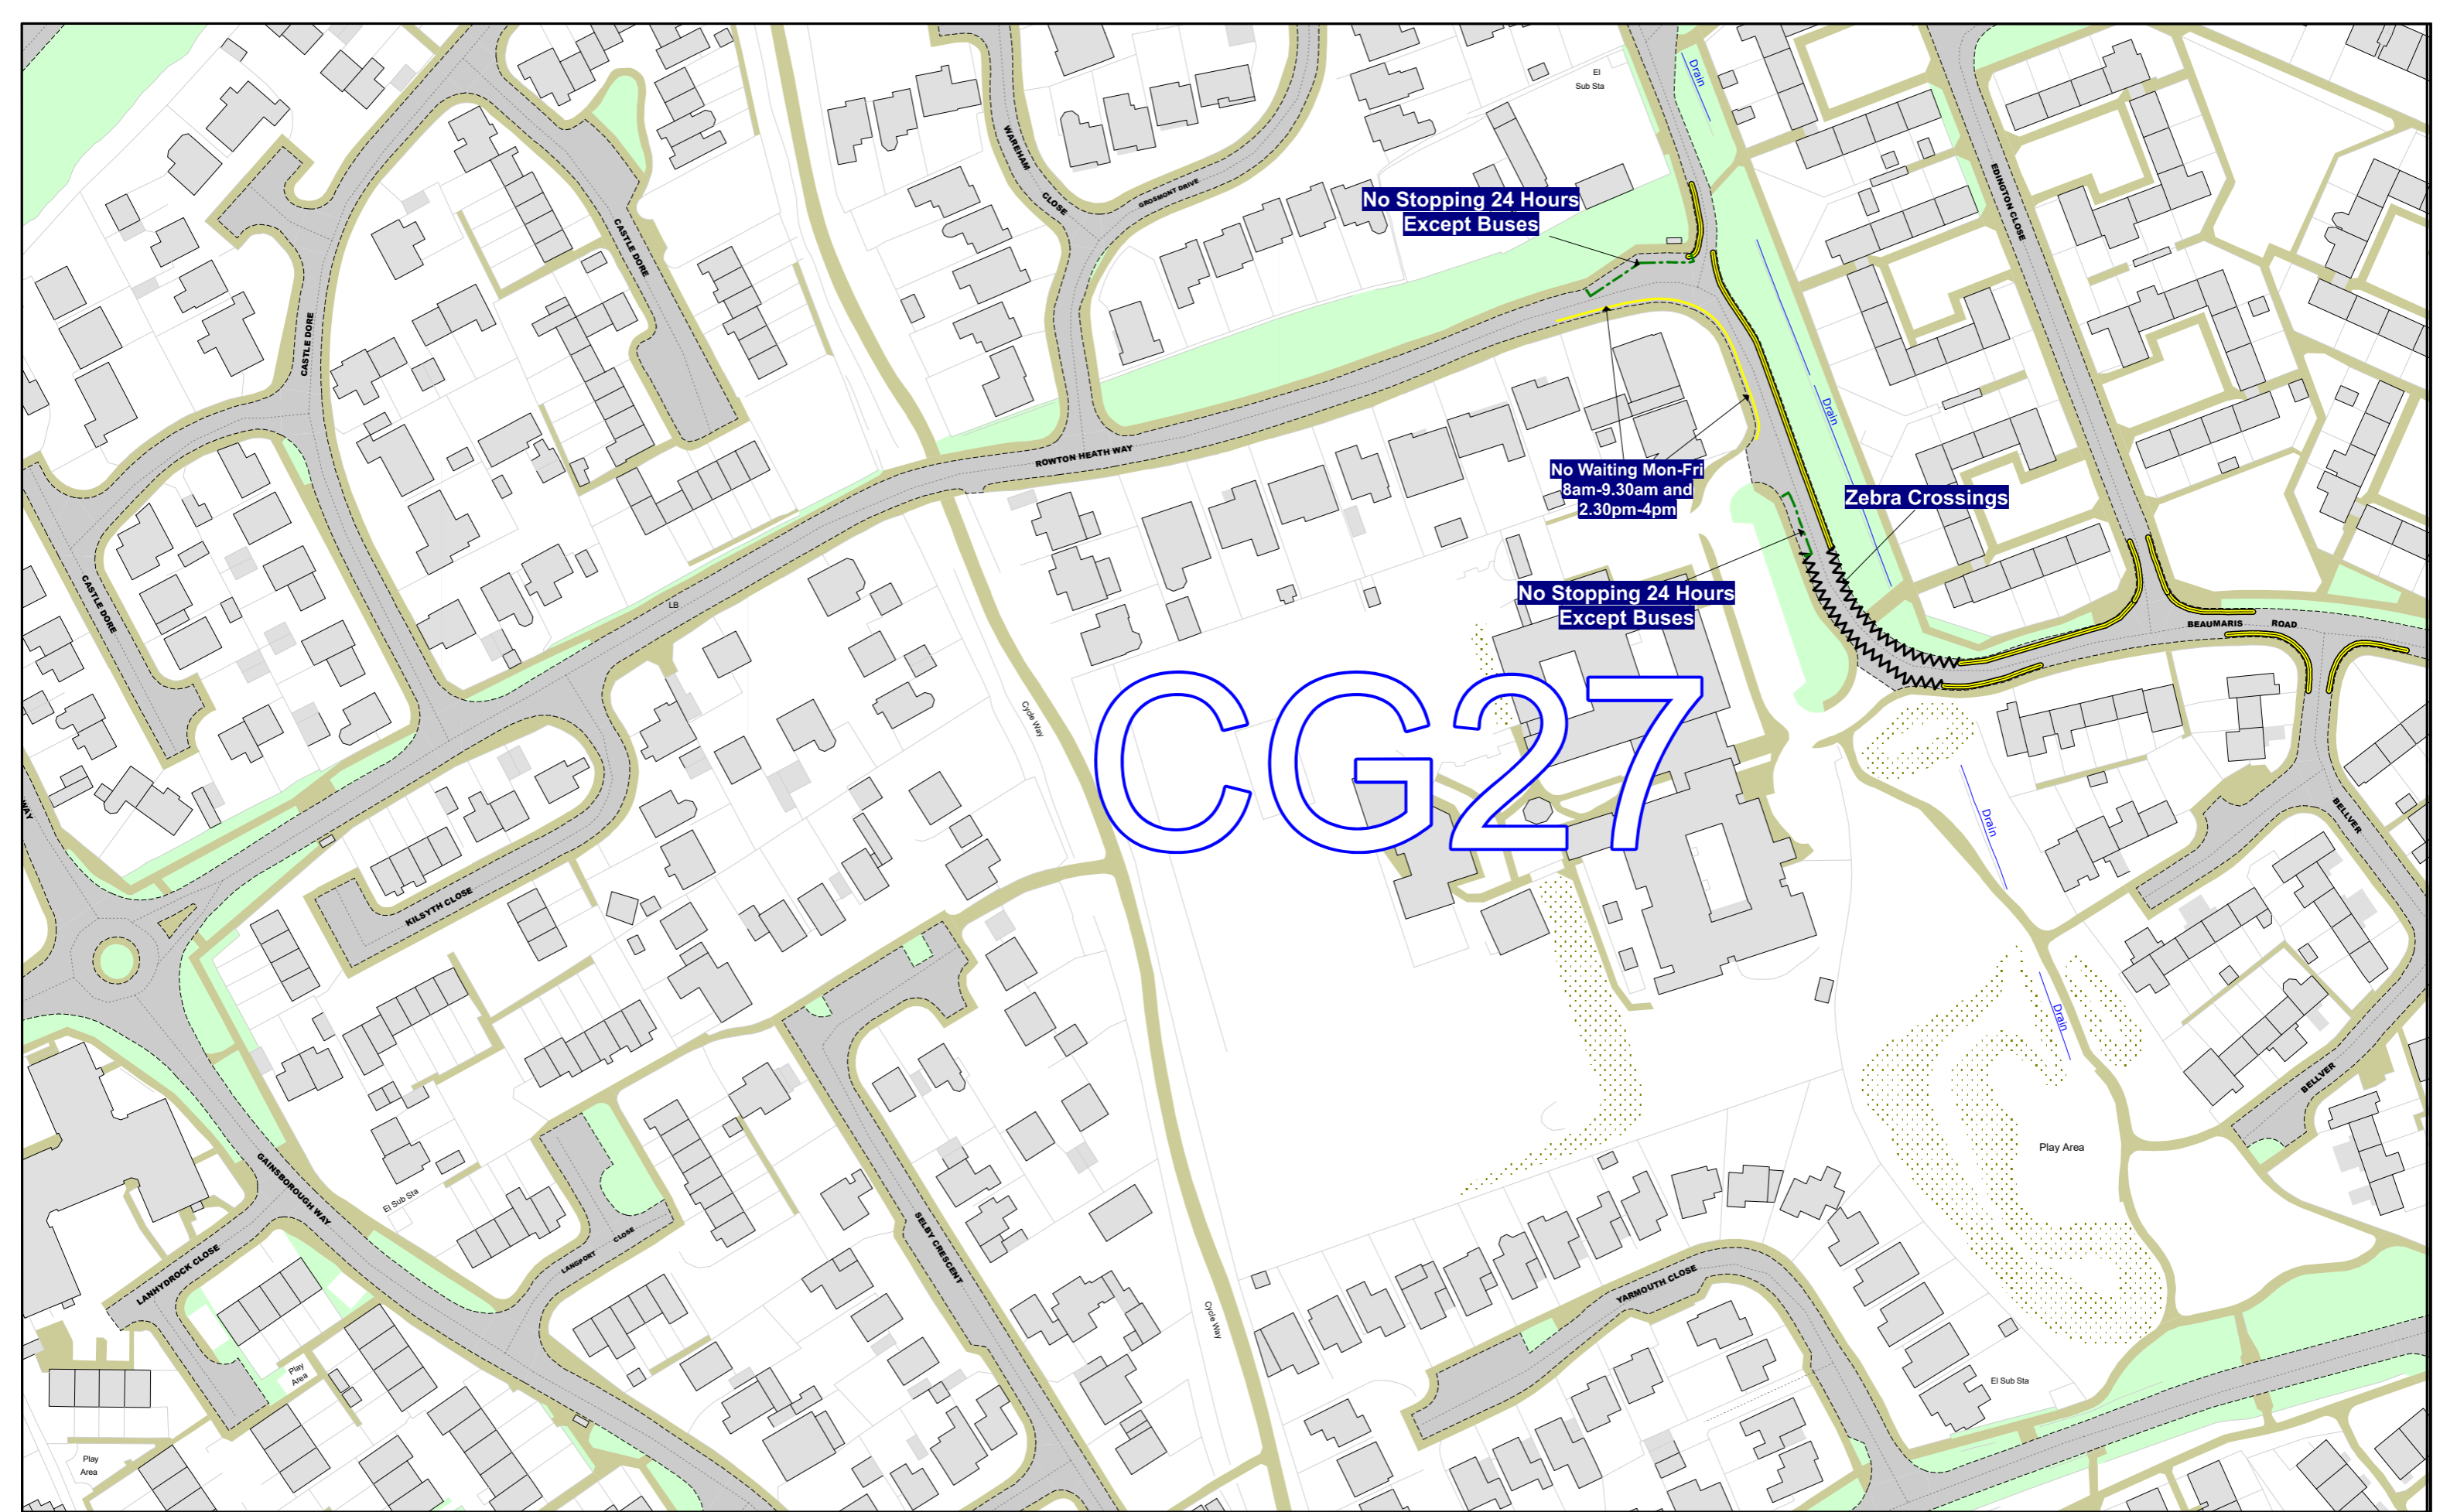 El
Sub Sta
Drain
WAREHAM
CLOSE
GROSMONT DRIVE
EDINGTON CLOSE
No Stopping 24 Hours
Except Buses
CASTLE DORE
CASTLE DORE
Drain
ROWTON HEATH WAY
No Waiting Mon-Fri
8am-9.30am and
2.30pm-4pm
Zebra Crossings
CASTLE DORE
LB
No Stopping 24 Hours
Except Buses
BEAUMARIS ROAD
Cycle Way
CG27
WAY
Drain
BELLVER
KILSYTH CLOSE
Drain
BELLVER
Play Area
GAINSBOROUGH WAY
El Sub Sta
LANHYDROCK CLOSE
LANGPORT CLOSE
SELBY CRESCENT
YARMOUTH CLOSE
Cycle Way
Play
Area
El Sub Sta
Play
Area